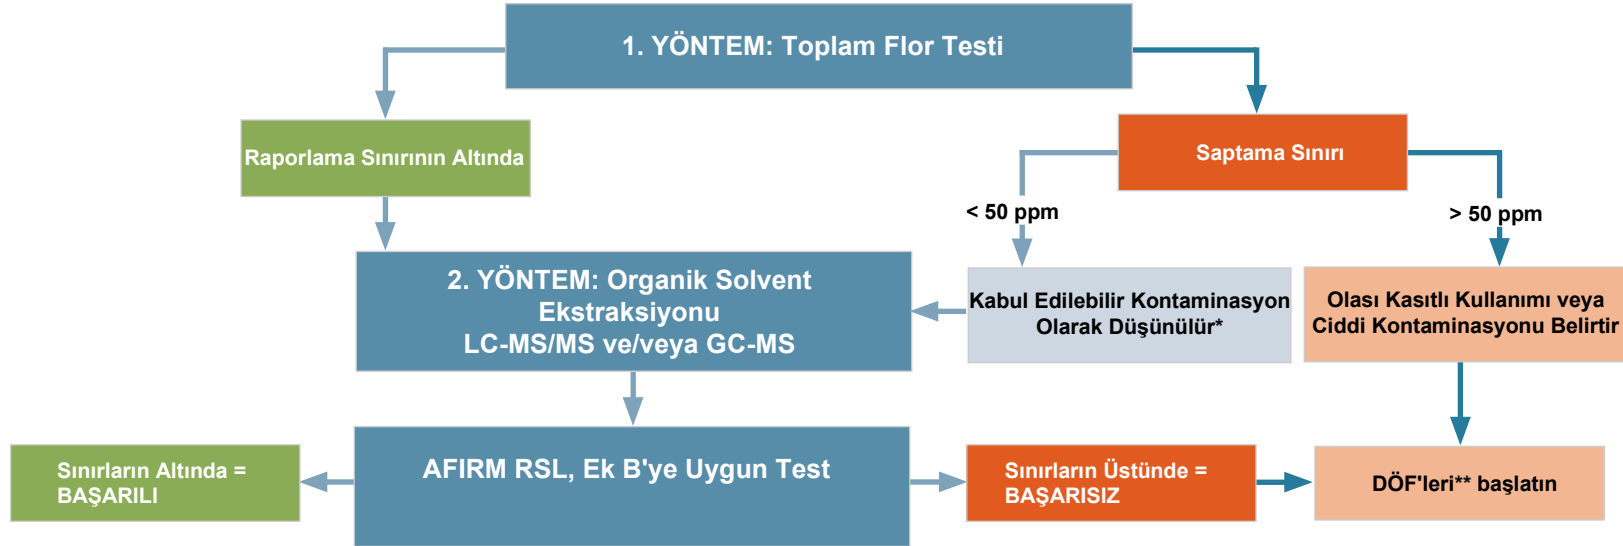 1. YÖNTEM: Toplam Flor Testi
Raporlama Sınırının Altında
Saptama Sınırı
< 50 ppm
> 50 ppm
2. YÖNTEM: Organik Solvent
Ekstraksiyonu
LC-MS/MS ve/veya GC-MS
Kabul Edilebilir Kontaminasyon
Olarak Düşünülür*
Olası Kasıtlı Kullanımı veya
Ciddi Kontaminasyonu Belirtir
Sınırların Altında =
BAŞARILI
AFIRM RSL, Ek B'ye Uygun Test
Sınırların Üstünde =
BAŞARISIZ
DÖF'leri** başlatın